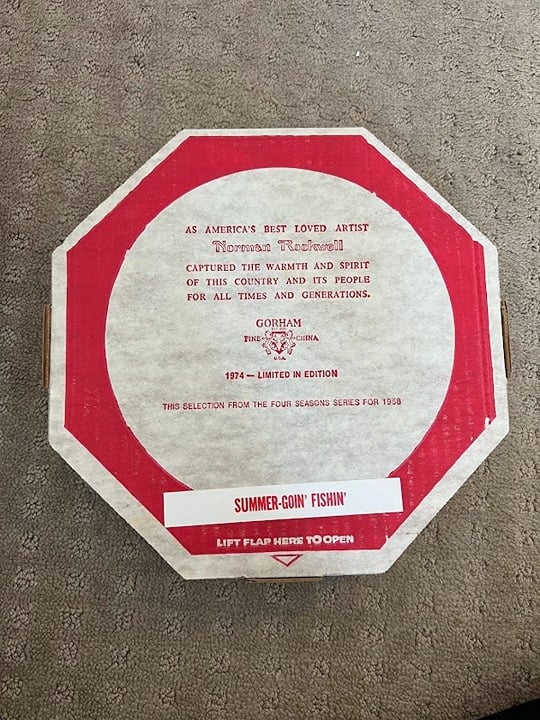 AS AMERICA'S BEST LOVED ARTIST
Norman Rockwell
CAPTURED THE WARMTH AND SPIRIT
OF THIS COUNTRY AND ITS PEOPLE
FOR ALL TIMES AND GENERATIONS.
GORHAM
FINE CHINA
U.S.A.
1974 — LIMITED IN EDITION
THIS SELECTION FROM THE FOUR SEASONS SERIES FOR 1958
SUMMER-GOIN' FISHIN'
LIFT FLAP HERE TO OPEN